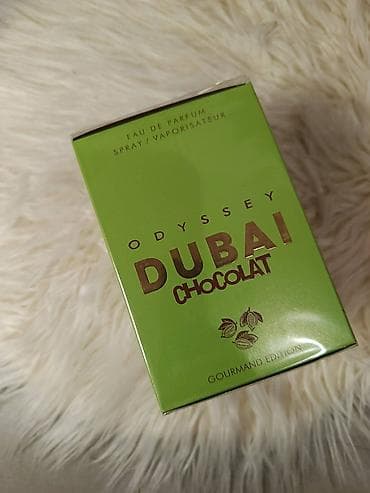 EAU DE PARFUM
SPRAY / VAPORISATEUR
ODYSSEY
DUBAI
CHOCOLAT
GOURMAND EDITION